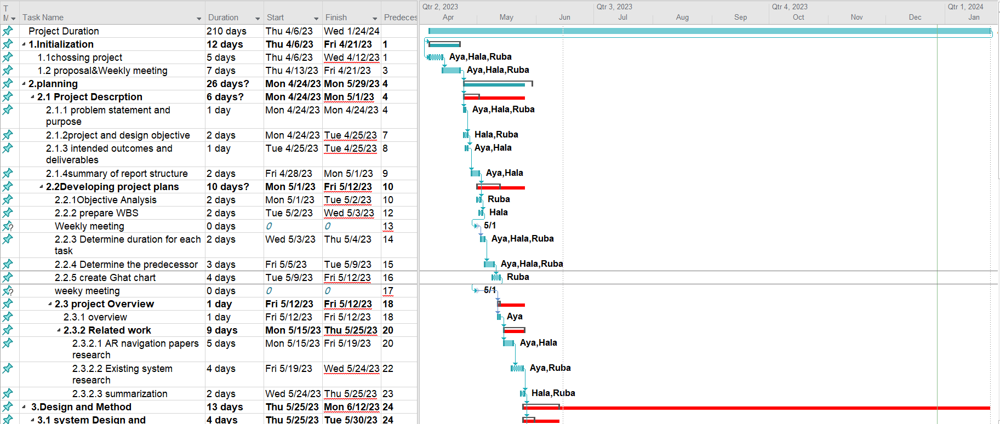 T
M
Task Name Duration Start Finish Predeces
Qtr 2, 2023 Qtr 3, 2023 Qtr 4, 2023 Qtr 1, 2024
Apr May Jun Jul Aug Sep Oct Nov Dec Jan
Project Duration 210 days Thu 4/6/23 Wed 1/24/24
1.Initialization 12 days Thu 4/6/23 Fri 4/21/23 1
1.1chossing project 5 days Thu 4/6/23 Wed 4/12/23 1 Aya,Hala,Ruba
1.2 proposal&Weekly meeting 7 days Thu 4/13/23 Fri 4/21/23 3 Aya,Hala,Ruba
2.planning 26 days? Mon 4/24/23 Mon 5/29/23 4
2.1 Project Descrption 6 days? Mon 4/24/23 Mon 5/1/23 4
2.1.1 problem statement and 1 day Mon 4/24/23 Mon 4/24/23 4 Aya,Hala,Ruba
purpose
2.1.2project and design objective 2 days Mon 4/24/23 Tue 4/25/23 7 Hala,Ruba
2.1.3 intended outcomes and 1 day Tue 4/25/23 Tue 4/25/23 8 Aya,Hala
deliverables
2.1.4summary of report structure 2 days Fri 4/28/23 Mon 5/1/23 9 Aya,Hala
2.2Developing project plans 10 days? Mon 5/1/23 Fri 5/12/23 10
2.2.1Objective Analysis 2 days Mon 5/1/23 Tue 5/2/23 10 Ruba
2.2.2 prepare WBS 2 days Tue 5/2/23 Wed 5/3/23 12 Hala
Weekly meeting 0 days 0 0 13 5/1
2.2.3 Determine duration for each 2 days Wed 5/3/23 Thu 5/4/23 14 Aya,Hala,Ruba
task
2.2.4 Determine the predecessor 3 days Fri 5/5/23 Tue 5/9/23 15 Aya,Hala,Ruba
2.2.5 create Ghat chart 4 days Tue 5/9/23 Fri 5/12/23 16 Ruba
weeky meeting 0 days 0 0 17 5/1
2.3 project Overview 1 day Fri 5/12/23 Fri 5/12/23 18
2.3.1 overview 1 day Fri 5/12/23 Fri 5/12/23 18 Aya
2.3.2 Related work 9 days Mon 5/15/23 Thu 5/25/23 20
2.3.2.1 AR navigation papers 5 days Mon 5/15/23 Fri 5/19/23 20 Aya,Hala
research
2.3.2.2 Existing system 4 days Fri 5/19/23 Wed 5/24/23 22 Aya,Ruba
research
2.3.2.3 summarization 2 days Wed 5/24/23 Thu 5/25/23 23 Hala,Ruba
3.Design and Method 13 days Thu 5/25/23 Mon 6/12/23 24
3.1 system Design and 4 days Thu 5/25/23 Tue 5/30/23 24